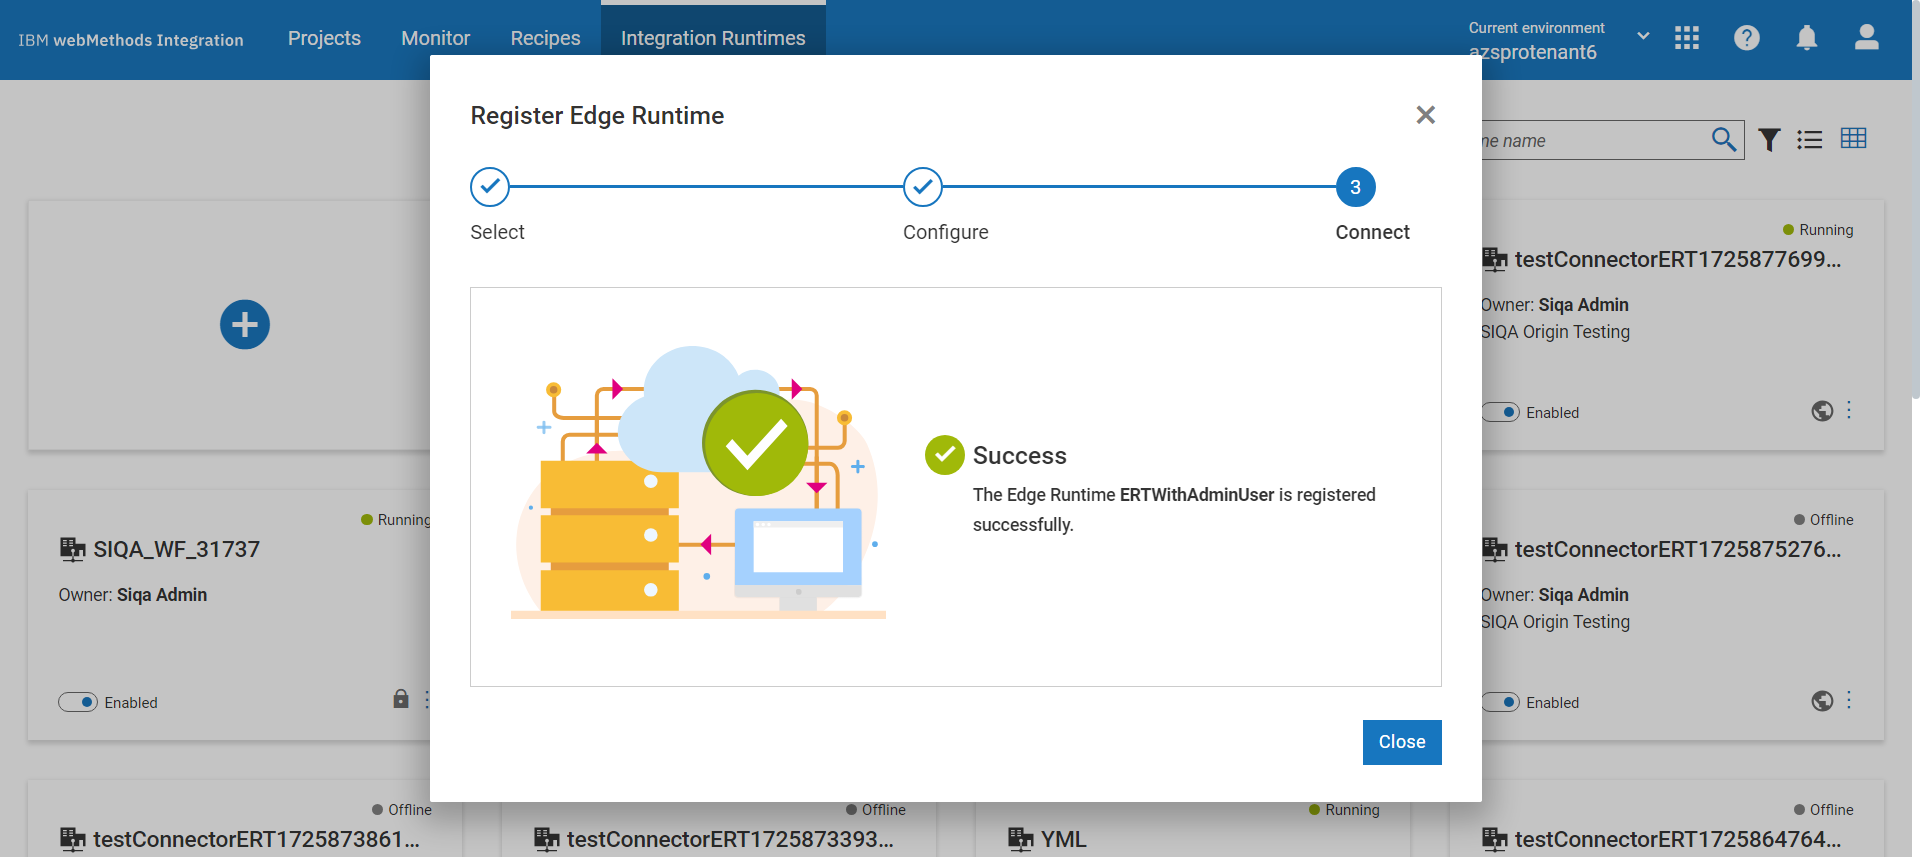 IBM webMethods Integration
Projects
Monitor
Recipes
Integration Runtimes
Current environment
azsprotenant6
Register Edge Runtime
3
Select
Configure
Connect
Success
The Edge Runtime ERTWithAdminUser is registered
successfully.
Close
me name
Running
testConnectorERT1725877699...
Owner: Siqa Admin
SIQA Origin Testing
Enabled
Running
SIQA_WF_31737
Owner: Siqa Admin
Enabled
Offline
testConnectorERT1725875276...
Owner: Siqa Admin
SIQA Origin Testing
Enabled
Offline
testConnectorERT1725873861...
Offline
testConnectorERT1725873393...
Running
YML
Offline
testConnectorERT1725864764...